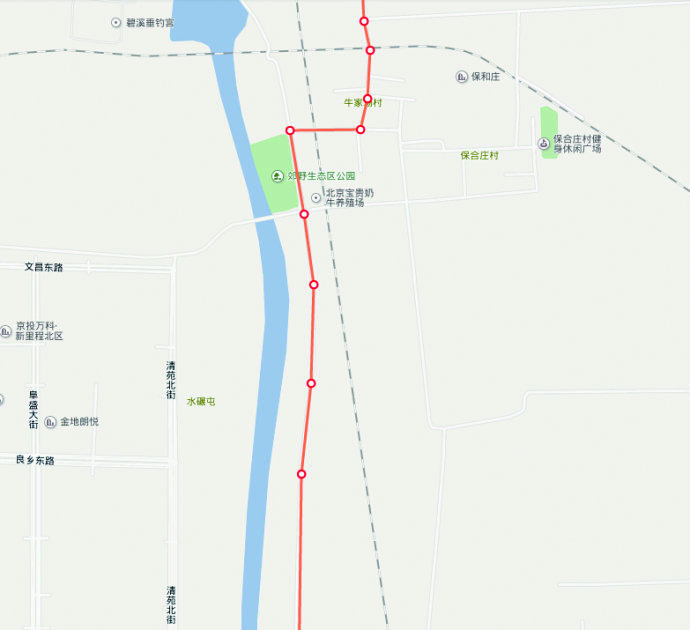 碧溪垂钓宫
保和庄
牛家场村
保合庄村
保合庄村健
身休闲广场
郊野生态区公园
北京宝贵奶
牛养殖场
文昌东路
京投万科·
新里程北区
清苑北街
阜盛大街
水碾屯
金地朗悦
良乡东路
清苑北街